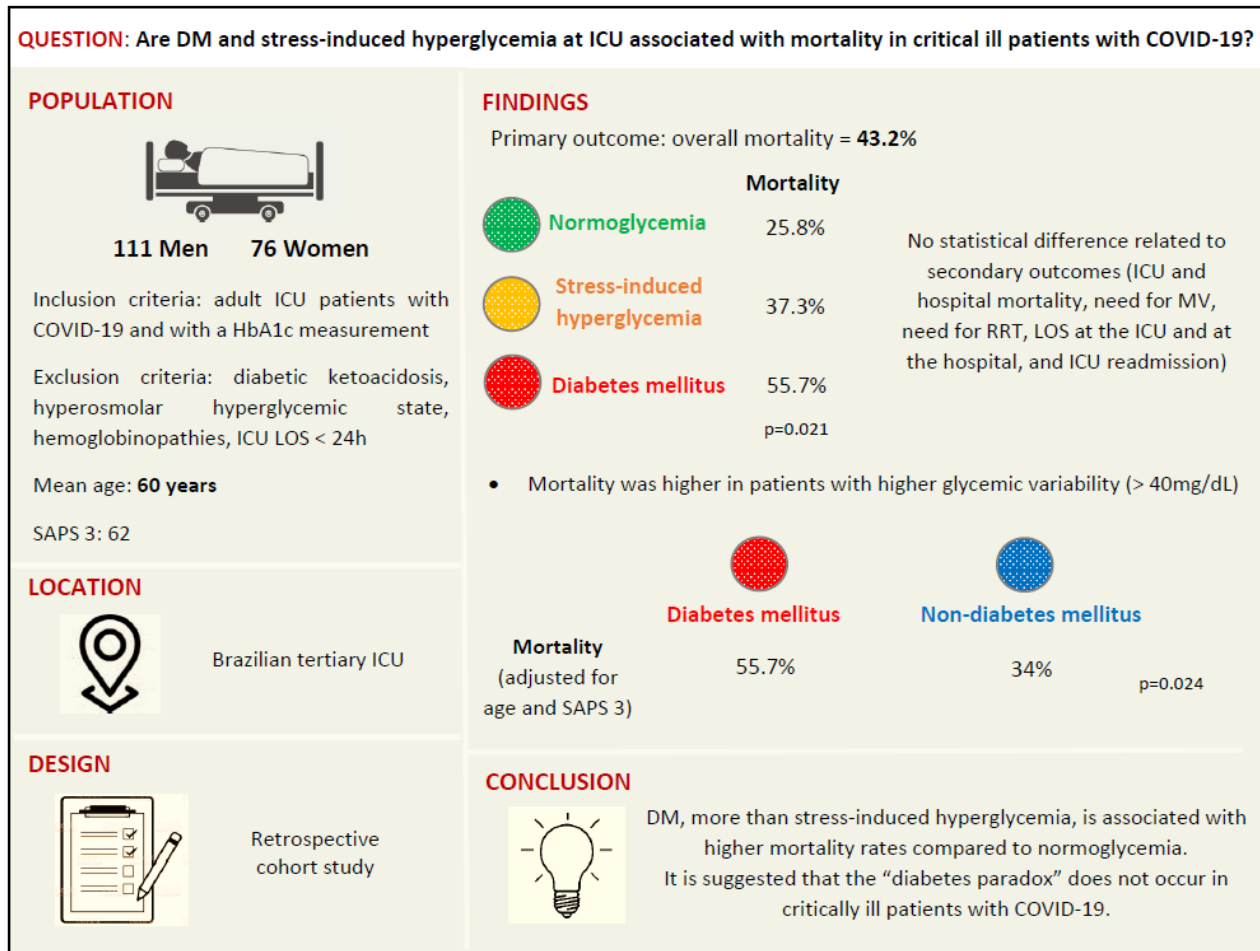 QUESTION: Are DM and stress-induced hyperglycemia at ICU associated with mortality in critical ill patients with COVID-19?
POPULATION
111 Men 76 Women
Inclusion criteria: adult ICU patients with
COVID-19 and with a HbA1c measurement
Exclusion criteria: diabetic ketoacidosis,
hyperosmolar hyperglycemic state,
hemoglobinopathies, ICU LOS < 24h
Mean age: 60 years
SAPS 3: 62
LOCATION
Brazilian tertiary ICU
DESIGN
Retrospective
cohort study
FINDINGS
Primary outcome: overall mortality = 43.2%
Mortality
Normoglycemia 25.8%
Stress-induced
hyperglycemia 37.3%
Diabetes mellitus 55.7%
p=0.021
No statistical difference related to
secondary outcomes (ICU and
hospital mortality, need for MV,
need for RRT, LOS at the ICU and at
the hospital, and ICU readmission)
• Mortality was higher in patients with higher glycemic variability (> 40mg/dL)
Diabetes mellitus Non-diabetes mellitus
Mortality
(adjusted for
age and SAPS 3)
55.7% 34% p=0.024
CONCLUSION
DM, more than stress-induced hyperglycemia, is associated with
higher mortality rates compared to normoglycemia.
It is suggested that the “diabetes paradox” does not occur in
critically ill patients with COVID-19.